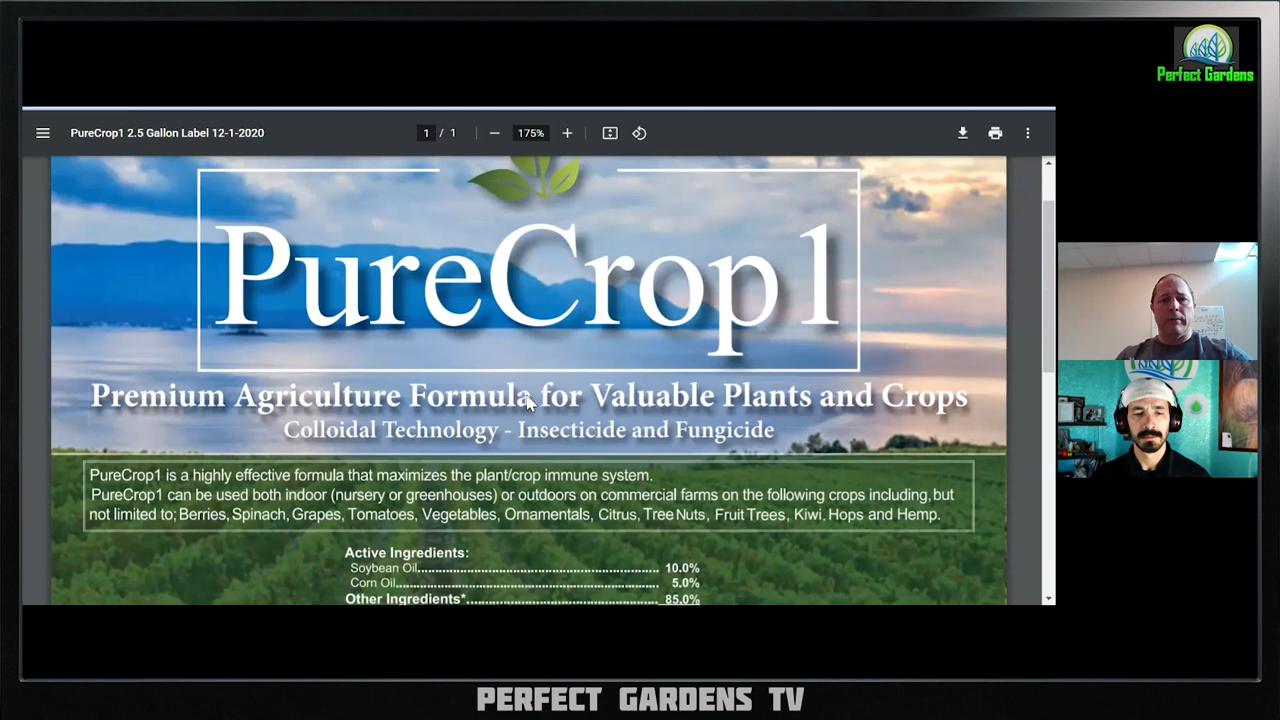 Perfect Gardens
PureCrop1 2.5 Gallon Label 12-1-2020
1 / 1
175%
PureCrop1
Premium Agriculture Formula for Valuable Plants and Crops
Colloidal Technology - Insecticide and Fungicide
PureCrop1 is a highly effective formula that maximizes the plant/crop immune system.
PureCrop1 can be used both indoor (nursery or greenhouses) or outdoors on commercial farms on the following crops including, but
not limited to; Berries, Spinach, Grapes, Tomatoes, Vegetables, Ornamentals, Citrus, Tree Nuts, Fruit Trees, Kiwi, Hops and Hemp.
Active Ingredients:
Soybean Oil 10.0%
Corn Oil 5.0%
Other Ingredients* 85.0%
PERFECT GARDENS TV